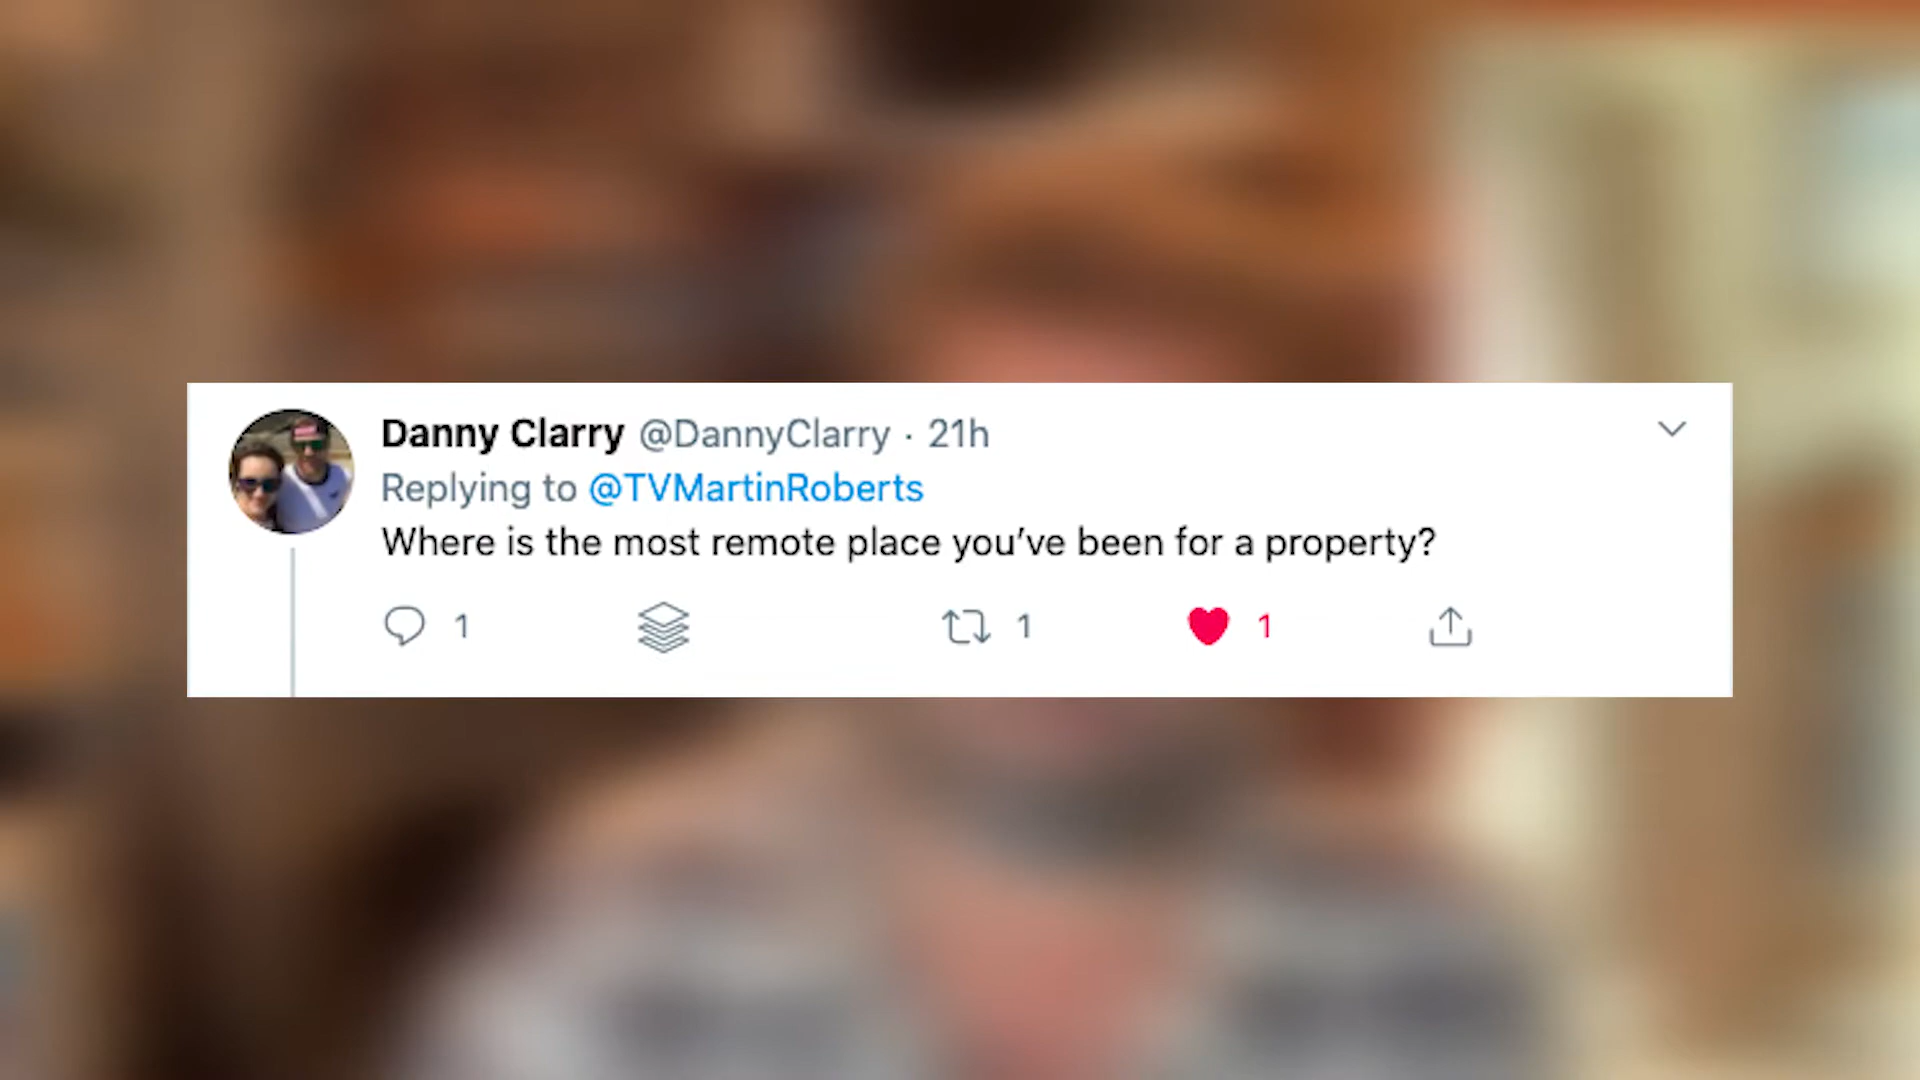 Danny Clarry @DannyClarry · 21h
Replying to @TVMartinRoberts
Where is the most remote place you’ve been for a property?
1 1 1